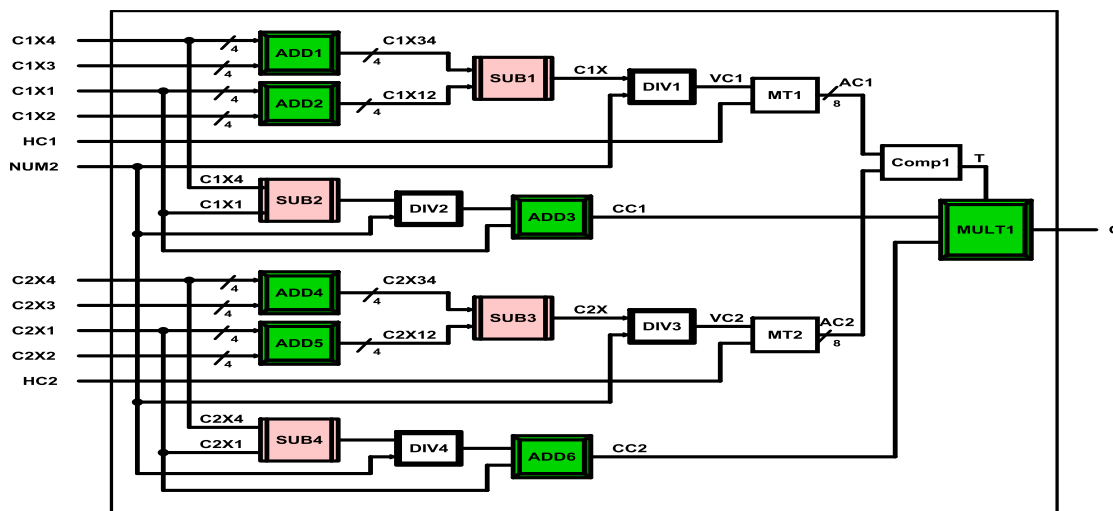 C1X4
C1X3
C1X1
C1X2
HC1
NUM2
4
4
4
4
ADD1
ADD2
C1X34
4
C1X12
4
SUB1
C1X
DIV1
VC1
MT1
AC1
8
Comp1
T
C1X4
C1X1
SUB2
DIV2
ADD3
CC1
MULT1
C2X4
C2X3
C2X1
C2X2
HC2
4
4
4
4
ADD4
ADD5
C2X34
4
C2X12
4
SUB3
C2X
DIV3
VC2
MT2
AC2
8
C2X4
C2X1
SUB4
DIV4
ADD6
CC2